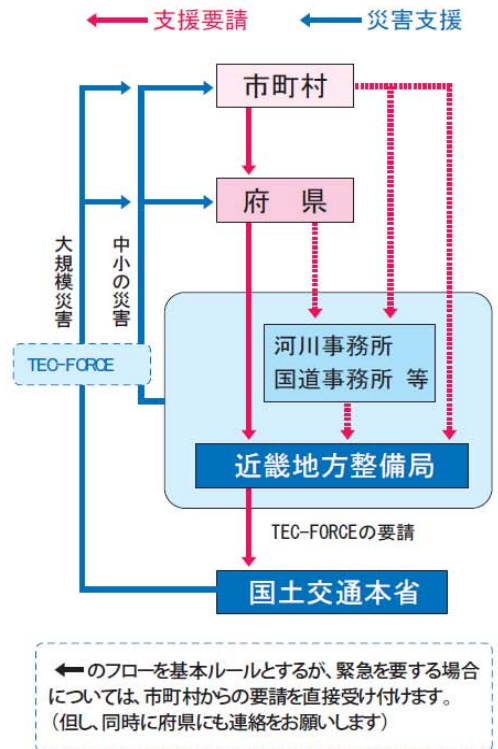 支援要請
災害支援
市町村
府 県
大規模災害
中小の災害
TEC-FORCE
河川事務所
国道事務所 等
近畿地方整備局
TEC-FORCEの要請
国土交通本省
のフローを基本ルールとするが、緊急を要する場合
については、市町村からの要請を直接受け付けます。
(但し、同時に府県にも連絡をお願いします)